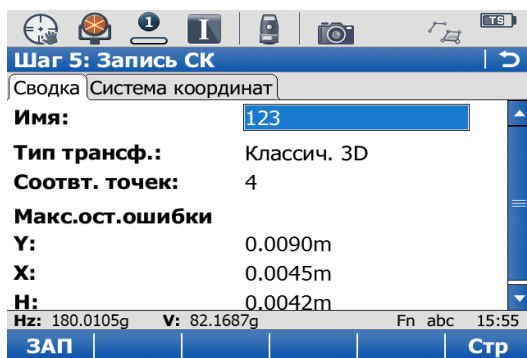 1 I TS
Шаг 5: Запись СК
Сводка Система координат
Имя: 123
Тип трансф.: Классич. 3D
Соотвт. точек: 4
Макс.ост.ошибки
Y: 0.0090m
X: 0.0045m
H: 0.0042m
Hz: 180.0105g V: 82.1687g Fn abc 15:55
ЗАП Стр